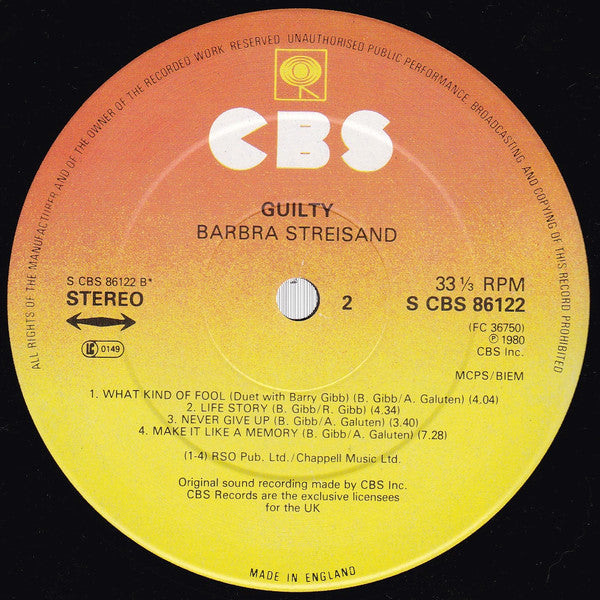 ALL RIGHTS OF THE MANUFACTURER AND OF THE OWNER OF THE RECORDED WORK RESERVED. UNAUTHORISED PUBLIC PERFORMANCE, BROADCASTING AND COPYING OF THIS RECORD PROHIBITED
CBS
GUILTY
BARBRA STREISAND
S CBS 86122 B*
STEREO
LC 0149
2
33 ⅓ RPM
S CBS 86122
(FC 36750)
℗ 1980
CBS Inc.
MCPS/BIEM
1. WHAT KIND OF FOOL (Duet with Barry Gibb) (B. Gibb/A. Galuten) (4.04)
2. LIFE STORY (B. Gibb/R. Gibb) (4.34)
3. NEVER GIVE UP (B. Gibb/A. Galuten) (3.40)
4. MAKE IT LIKE A MEMORY (B. Gibb/A. Galuten) (7.28)
(1-4) RSO Pub. Ltd./Chappell Music Ltd.
Original sound recording made by CBS Inc.
CBS Records are the exclusive licensees
for the UK
MADE IN ENGLAND